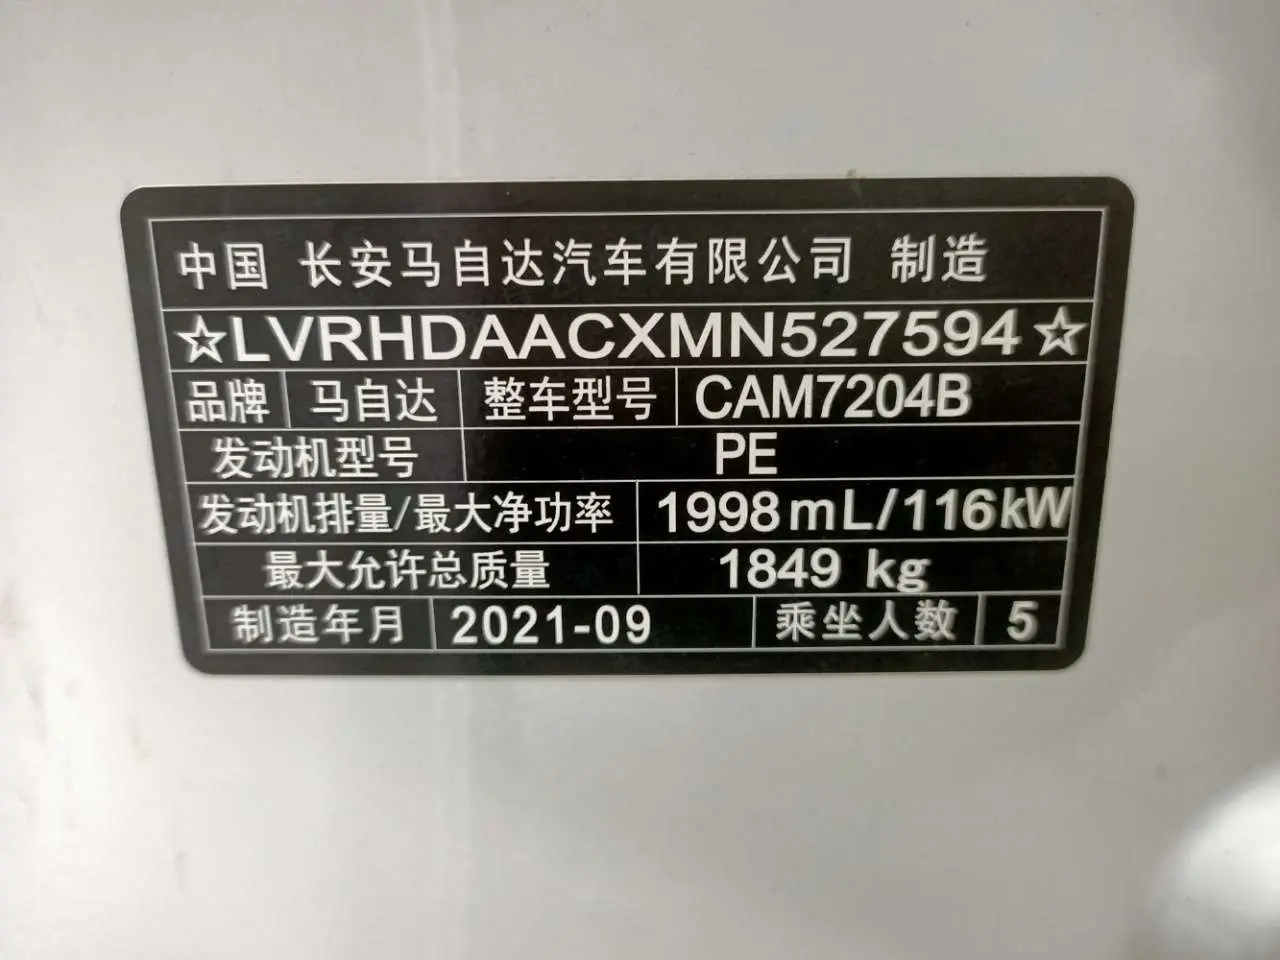 中国 长安马自达汽车有限公司 制造
☆LVRHDAACXMN527594☆
品牌 马自达 整车型号 CAM7204B
发动机型号 PE
发动机排量/最大净功率 1998mL/116kW
最大允许总质量 1849 kg
制造年月 2021-09 乘坐人数 5